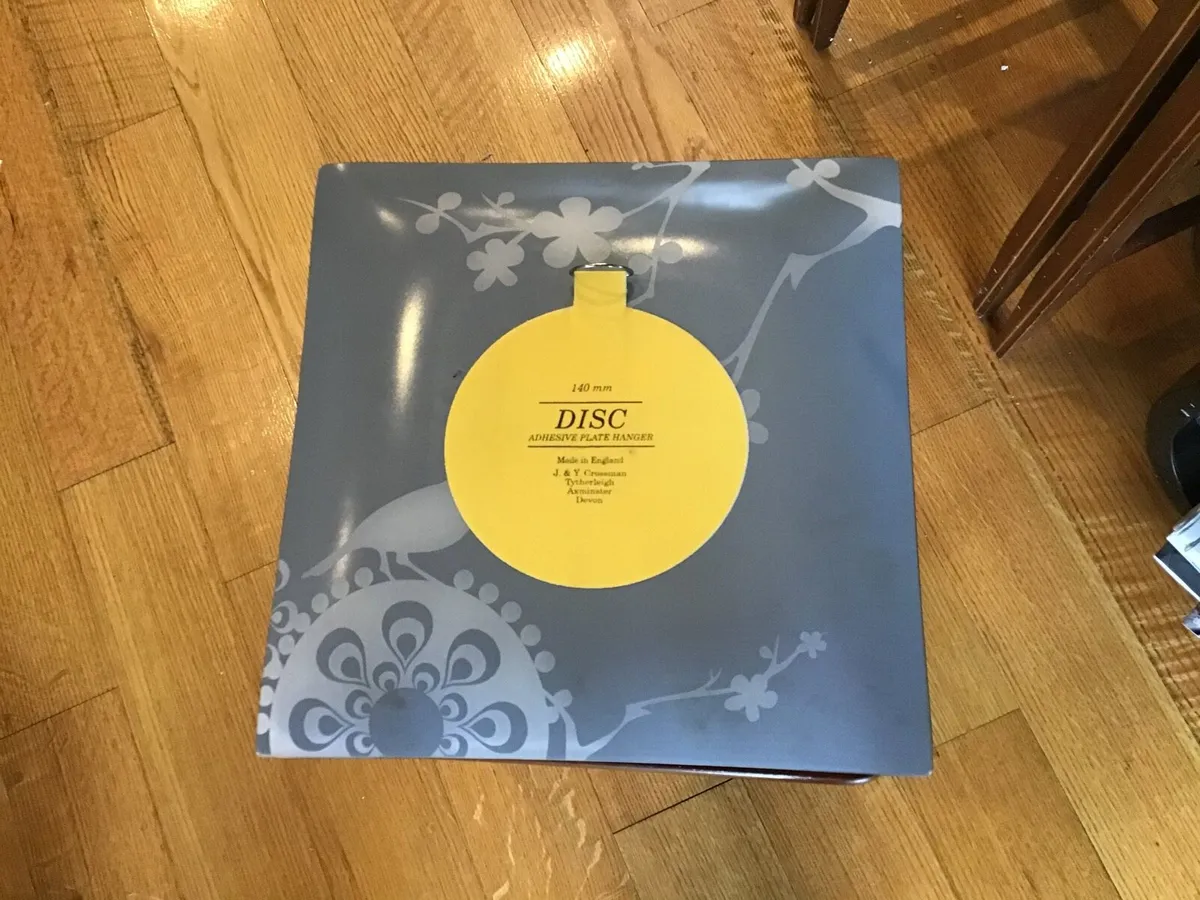 140 mm
DISC
ADHESIVE PLATE HANGER
Made in England
J. & Y. Crossman
Tytherleigh
Axminster
Devon